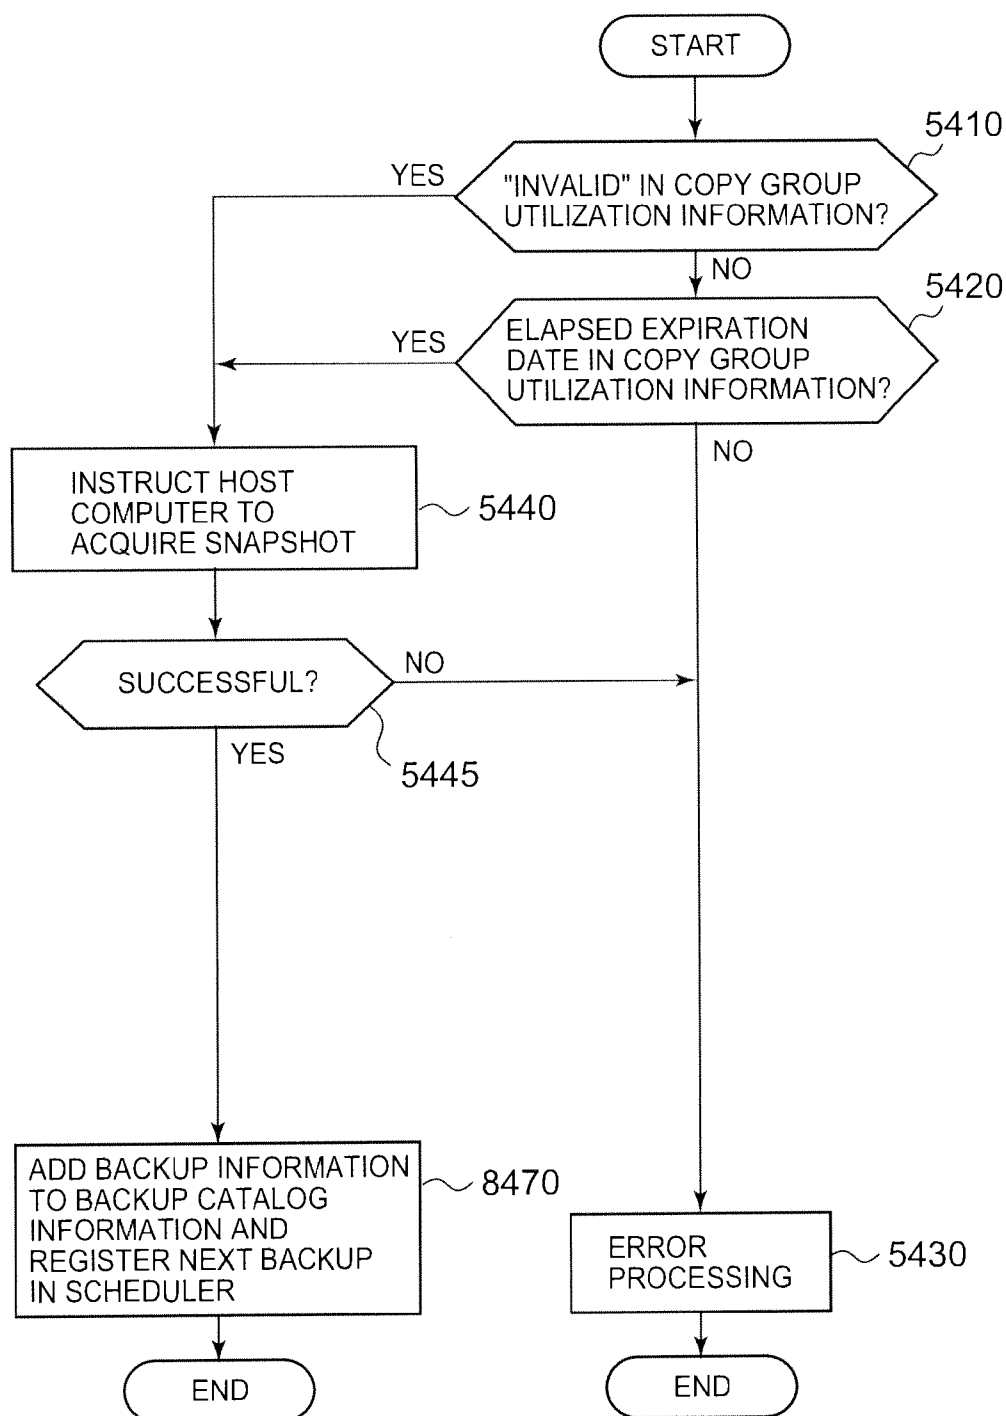 START
5410
YES
"INVALID" IN COPY GROUP
UTILIZATION INFORMATION?
NO
5420
YES
ELAPSED EXPIRATION
DATE IN COPY GROUP
UTILIZATION INFORMATION?
NO
INSTRUCT HOST
COMPUTER TO
ACQUIRE SNAPSHOT
5440
SUCCESSFUL?
NO
YES
5445
ADD BACKUP INFORMATION
TO BACKUP CATALOG
INFORMATION AND
REGISTER NEXT BACKUP
IN SCHEDULER
8470
ERROR
PROCESSING
5430
END
END